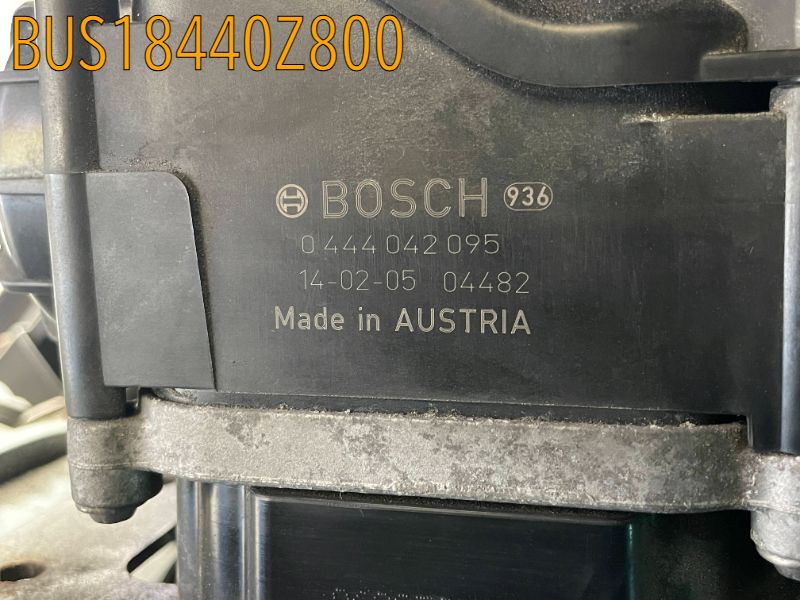 BUS18440Z800
BOSCH 936
0 444 042 095
14-02-05 04482
Made in AUSTRIA